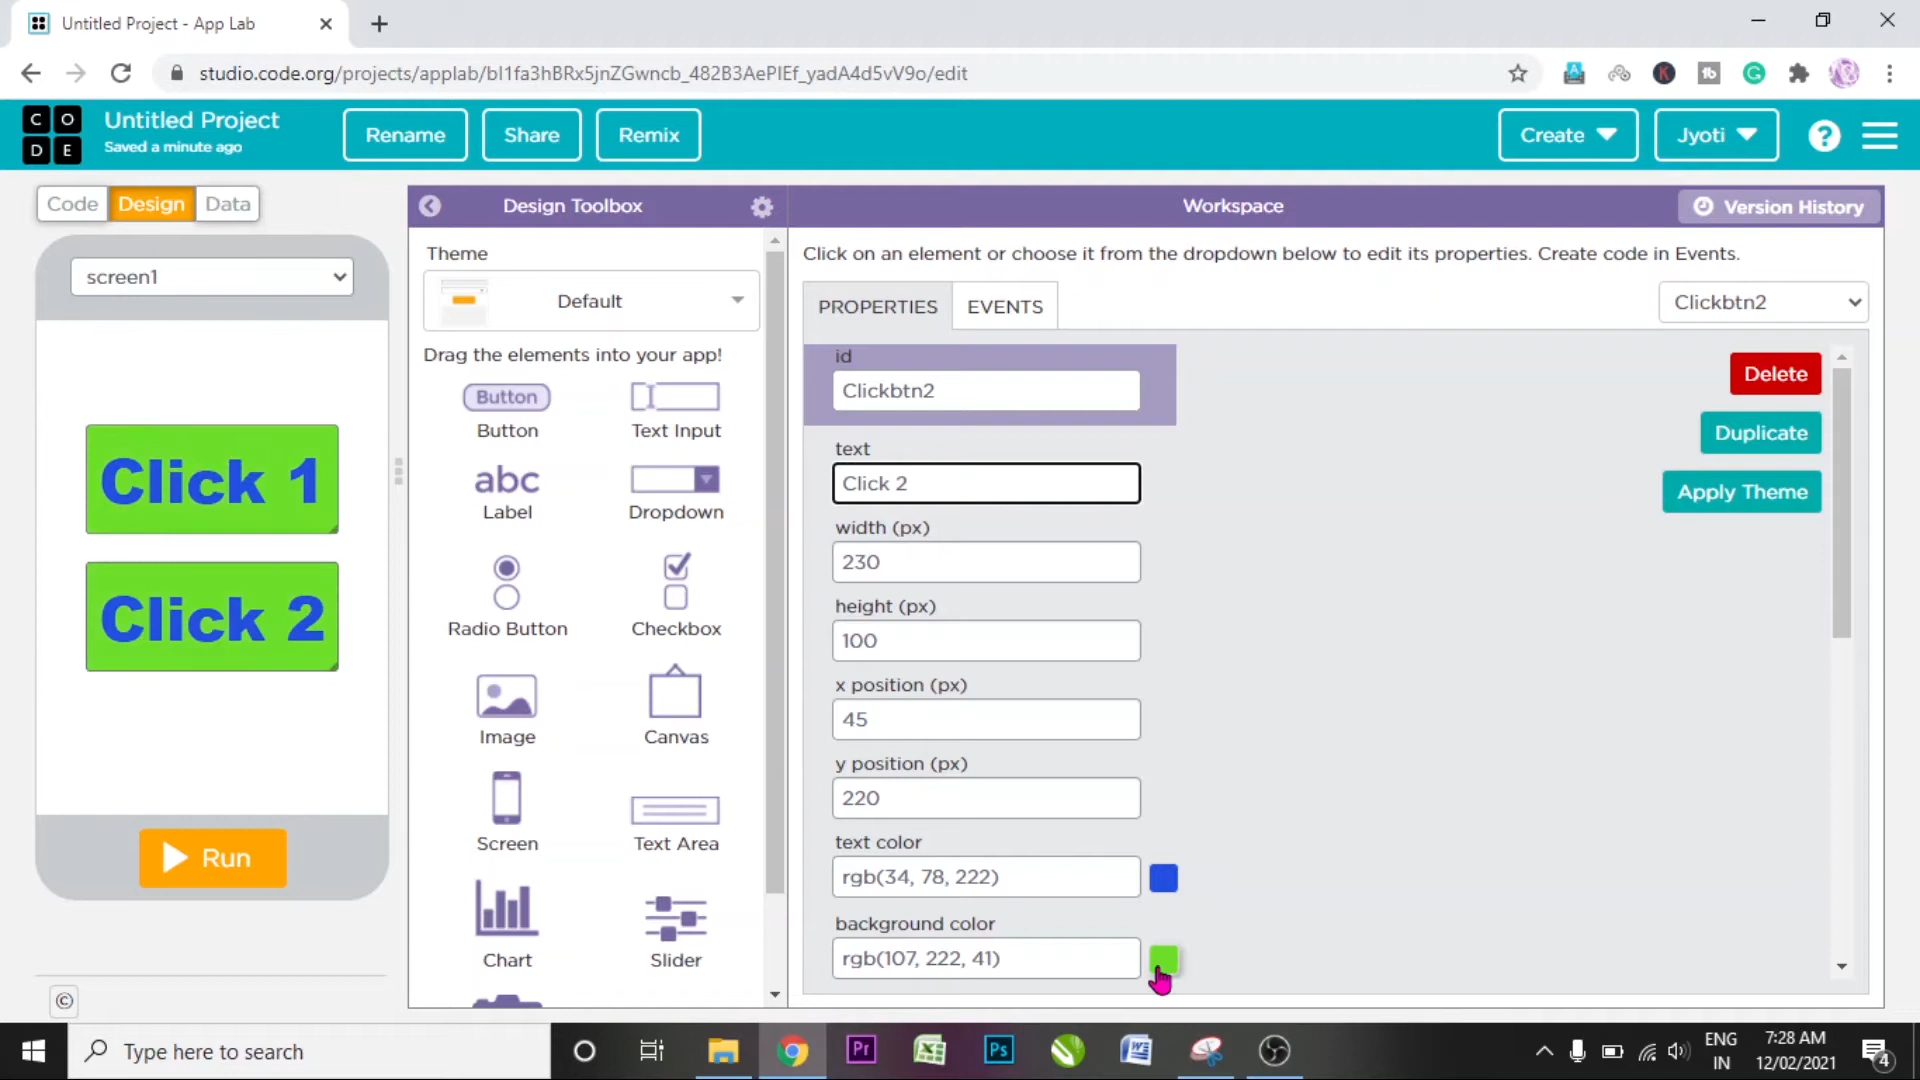 Untitled Project - App Lab
studio.code.org/projects/applab/bl1fa3hBRx5jnZGwncb_482B3AePlEf_yadA4d5vV9o/edit
C O
D E
Untitled Project
Saved a minute ago
Rename
Share
Remix
Create
Jyoti
?
Code
Design
Data
screen1
Click 1
Click 2
Run
©
Design Toolbox
Theme
Default
Drag the elements into your app!
Button
Button
Text Input
abc
Label
Dropdown
Radio Button
Checkbox
Image
Canvas
Screen
Text Area
Chart
Slider
Workspace
Version History
Click on an element or choose it from the dropdown below to edit its properties. Create code in Events.
PROPERTIES
EVENTS
Clickbtn2
id
Clickbtn2
text
Click 2
width (px)
230
height (px)
100
x position (px)
45
y position (px)
220
text color
rgb(34, 78, 222)
background color
rgb(107, 222, 41)
Delete
Duplicate
Apply Theme
Type here to search
Pr
Ps
ENG
IN
7:28 AM
12/02/2021
4